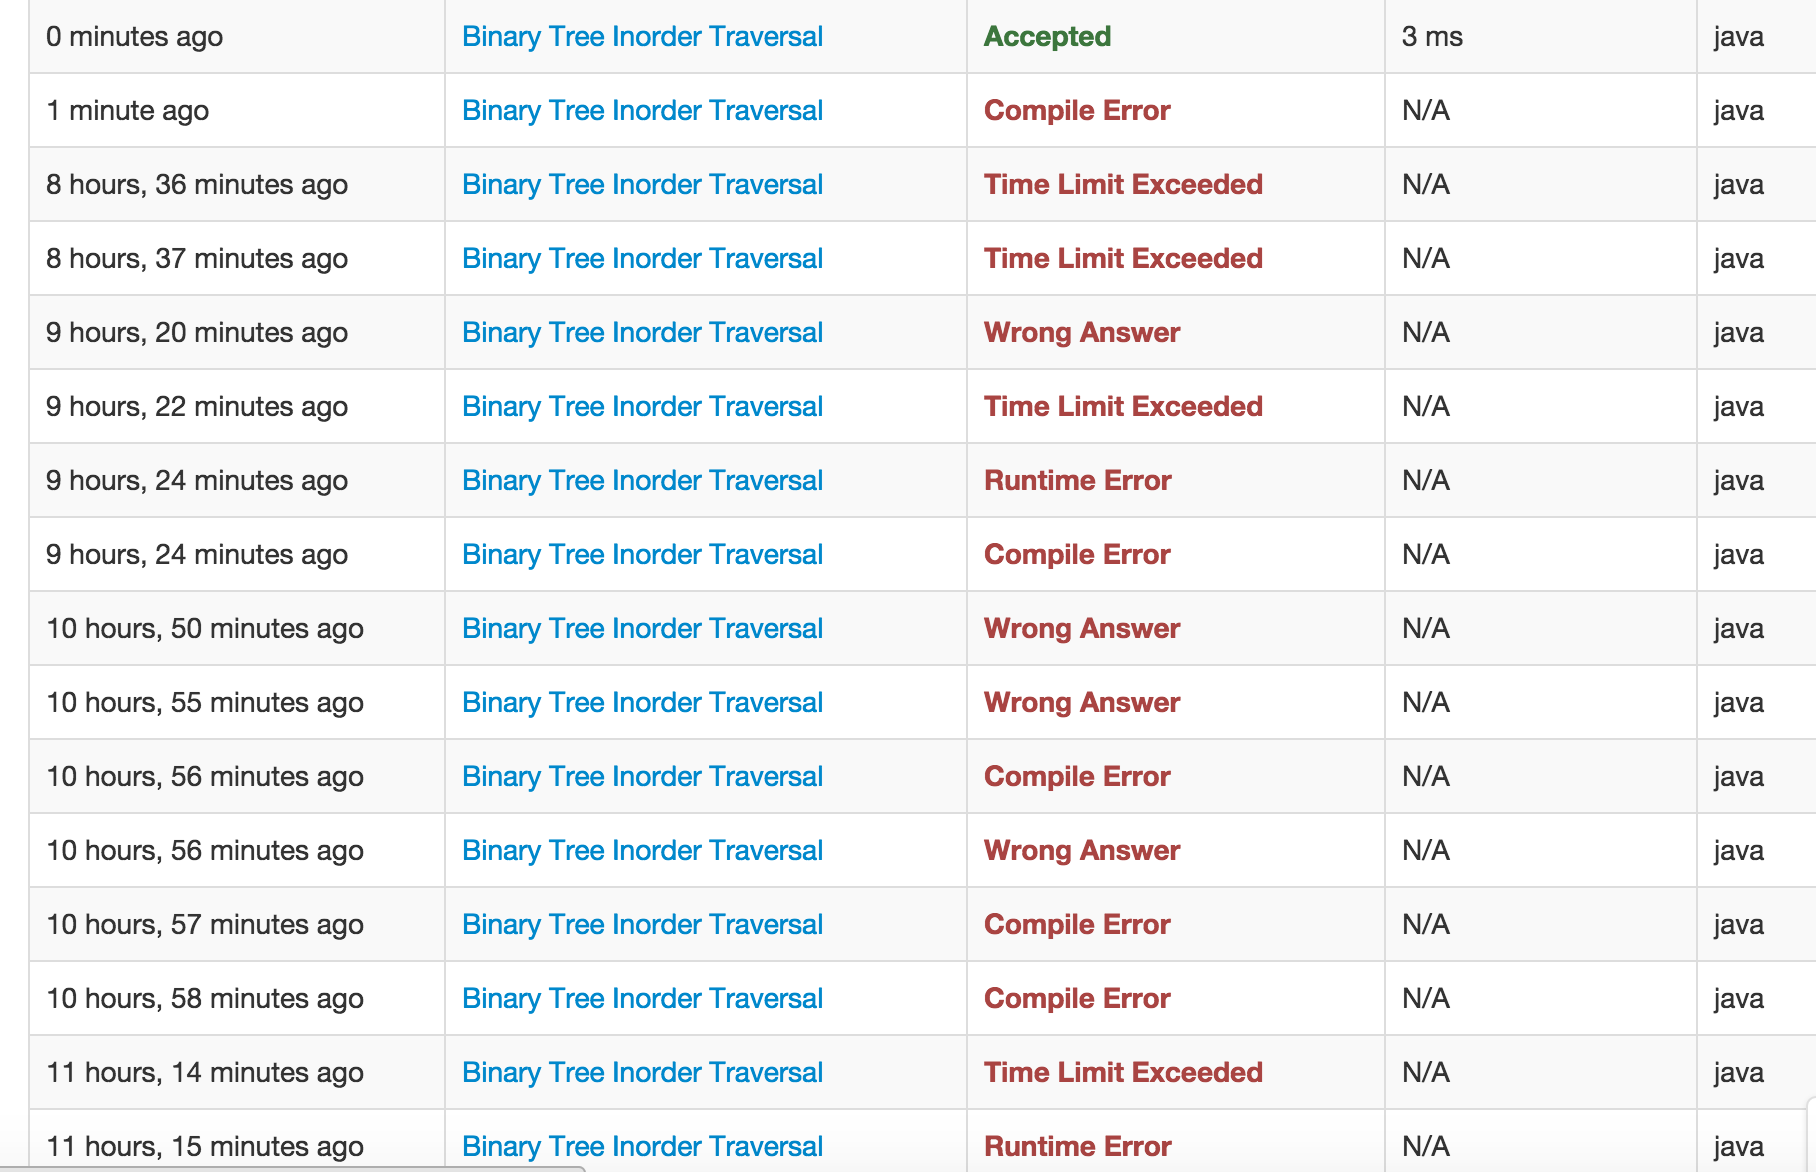 0 minutes ago Binary Tree Inorder Traversal Accepted 3 ms java
1 minute ago Binary Tree Inorder Traversal Compile Error N/A java
8 hours, 36 minutes ago Binary Tree Inorder Traversal Time Limit Exceeded N/A java
8 hours, 37 minutes ago Binary Tree Inorder Traversal Time Limit Exceeded N/A java
9 hours, 20 minutes ago Binary Tree Inorder Traversal Wrong Answer N/A java
9 hours, 22 minutes ago Binary Tree Inorder Traversal Time Limit Exceeded N/A java
9 hours, 24 minutes ago Binary Tree Inorder Traversal Runtime Error N/A java
9 hours, 24 minutes ago Binary Tree Inorder Traversal Compile Error N/A java
10 hours, 50 minutes ago Binary Tree Inorder Traversal Wrong Answer N/A java
10 hours, 55 minutes ago Binary Tree Inorder Traversal Wrong Answer N/A java
10 hours, 56 minutes ago Binary Tree Inorder Traversal Compile Error N/A java
10 hours, 56 minutes ago Binary Tree Inorder Traversal Wrong Answer N/A java
10 hours, 57 minutes ago Binary Tree Inorder Traversal Compile Error N/A java
10 hours, 58 minutes ago Binary Tree Inorder Traversal Compile Error N/A java
11 hours, 14 minutes ago Binary Tree Inorder Traversal Time Limit Exceeded N/A java
11 hours, 15 minutes ago Binary Tree Inorder Traversal Runtime Error N/A java